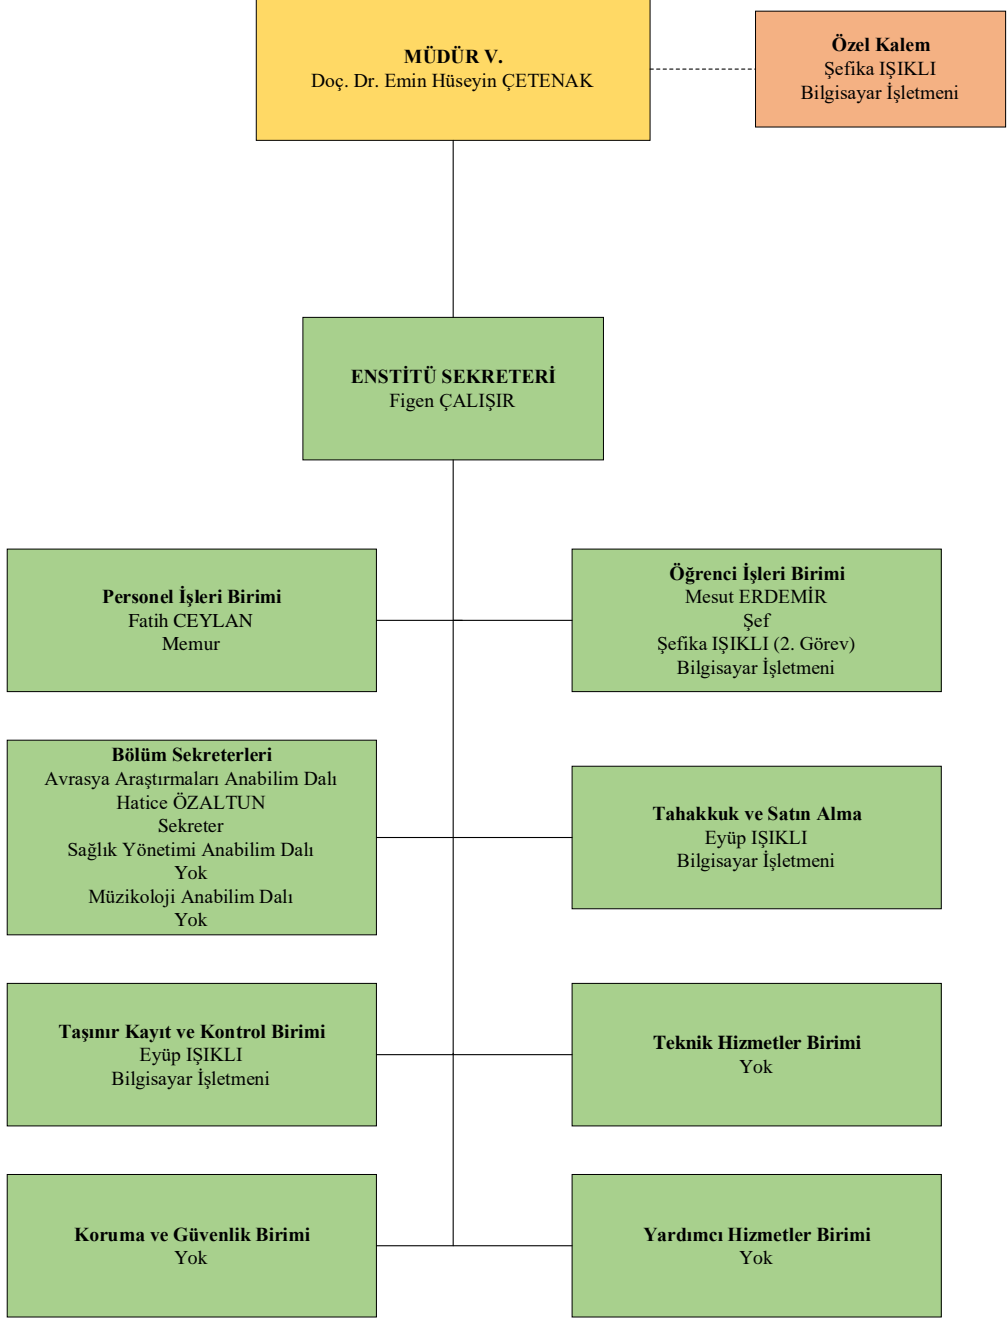 MÜDÜR V.
Doç. Dr. Emin Hüseyin ÇETENAK
Özel Kalem
Şefika IŞIKLI
Bilgisayar İşletmeni
ENSTİTÜ SEKRETERİ
Figen ÇALIŞIR
Personel İşleri Birimi
Fatih CEYLAN
Memur
Öğrenci İşleri Birimi
Mesut ERDEMİR
Şef
Şefika IŞIKLI (2. Görev)
Bilgisayar İşletmeni
Bölüm Sekreterleri
Avrasya Araştırmaları Anabilim Dalı
Hatice ÖZALTUN
Sekreter
Sağlık Yönetimi Anabilim Dalı
Yok
Müzikoloji Anabilim Dalı
Yok
Tahakkuk ve Satın Alma
Eyüp IŞIKLI
Bilgisayar İşletmeni
Taşınır Kayıt ve Kontrol Birimi
Eyüp IŞIKLI
Bilgisayar İşletmeni
Teknik Hizmetler Birimi
Yok
Koruma ve Güvenlik Birimi
Yok
Yardımcı Hizmetler Birimi
Yok